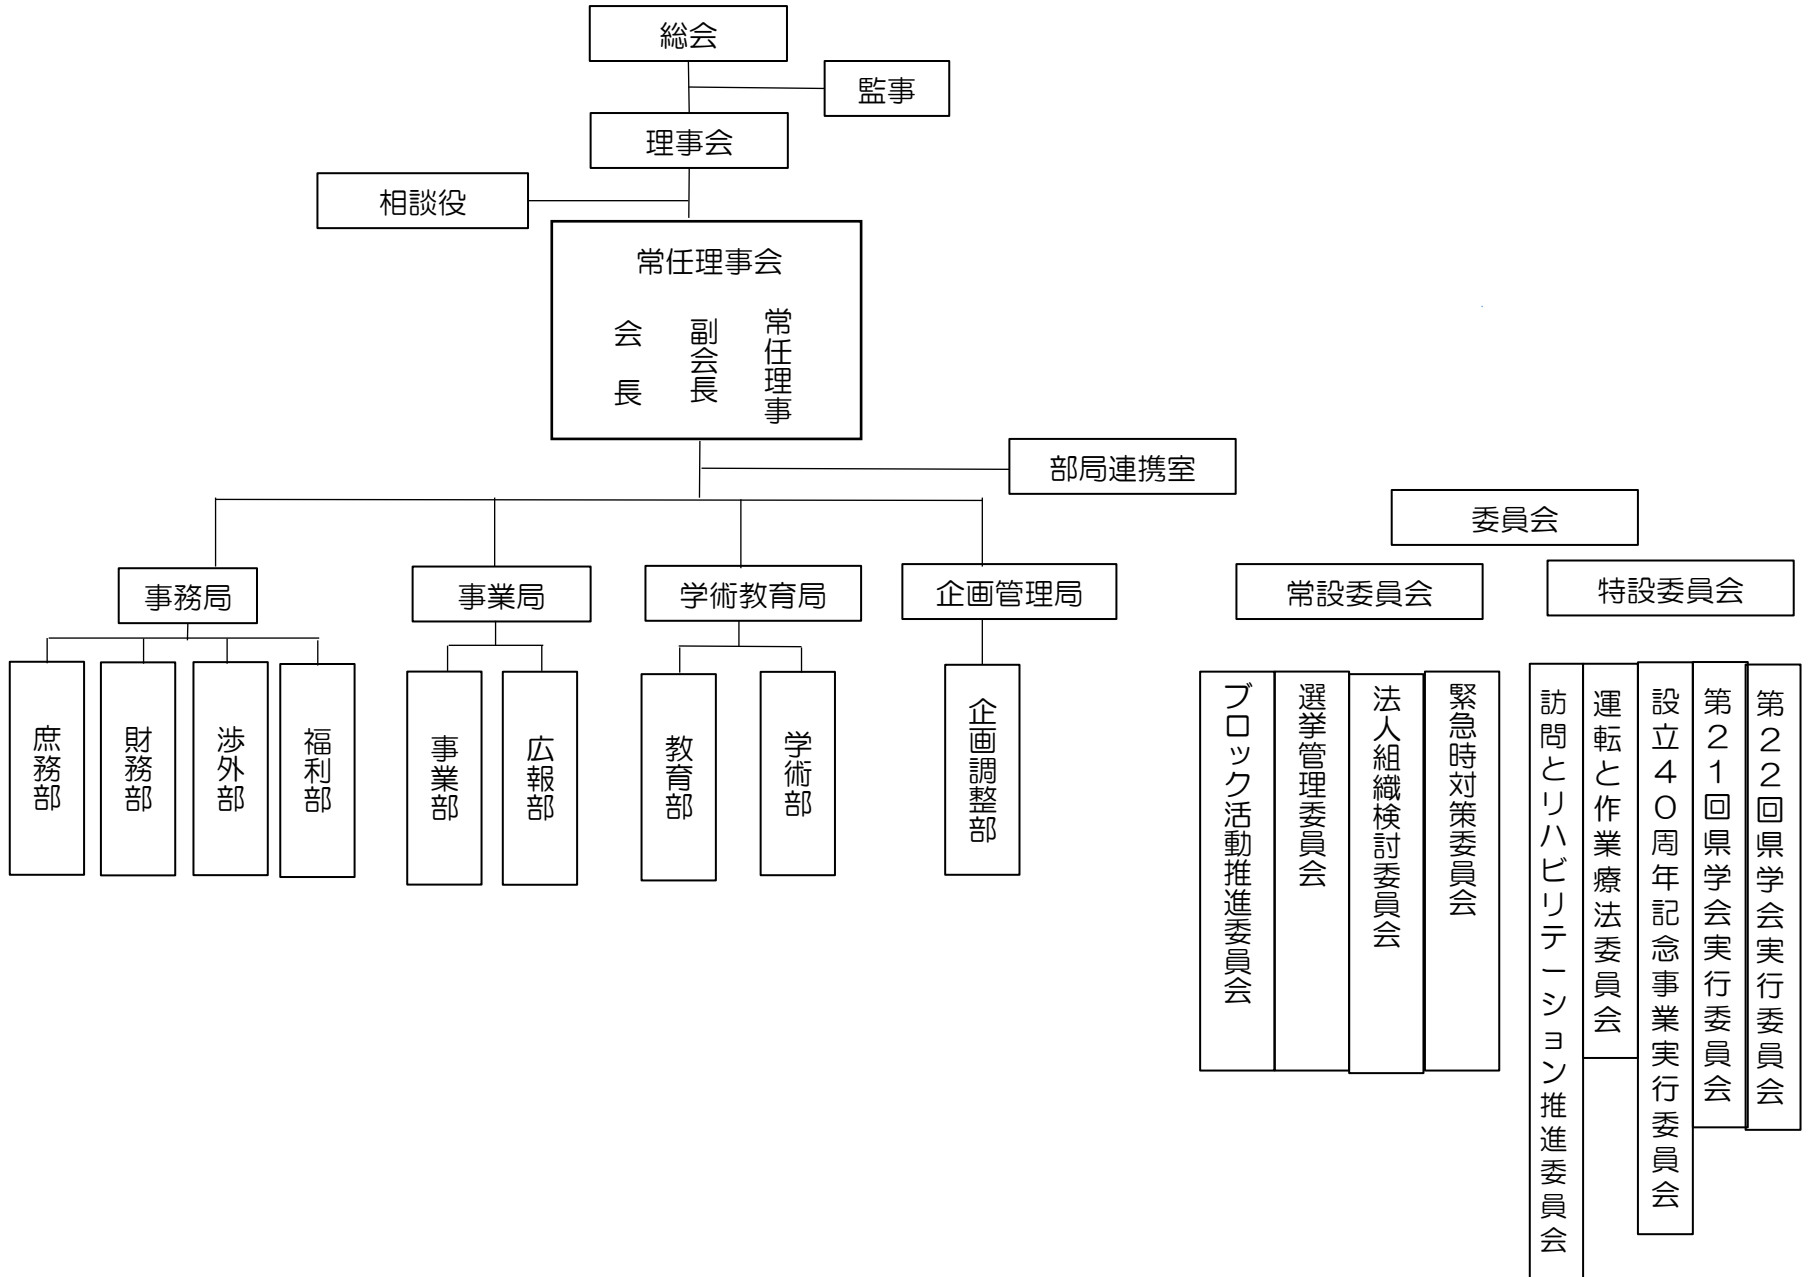 総会
監事
理事会
相談役
常任理事会
会長
副会長
常任理事
部局連携室
委員会
事務局
事業局
学術教育局
企画管理局
常設委員会
特設委員会
庶務部
財務部
渉外部
福利部
事業部
広報部
教育部
学術部
企画調整部
ブロック活動推進委員会
選挙管理委員会
法人組織検討委員会
緊急時対策委員会
訪問とリハビリテーション推進委員会
運転と作業療法委員会
設立４０周年記念事業実行委員会
第２１回県学会実行委員会
第２２回県学会実行委員会